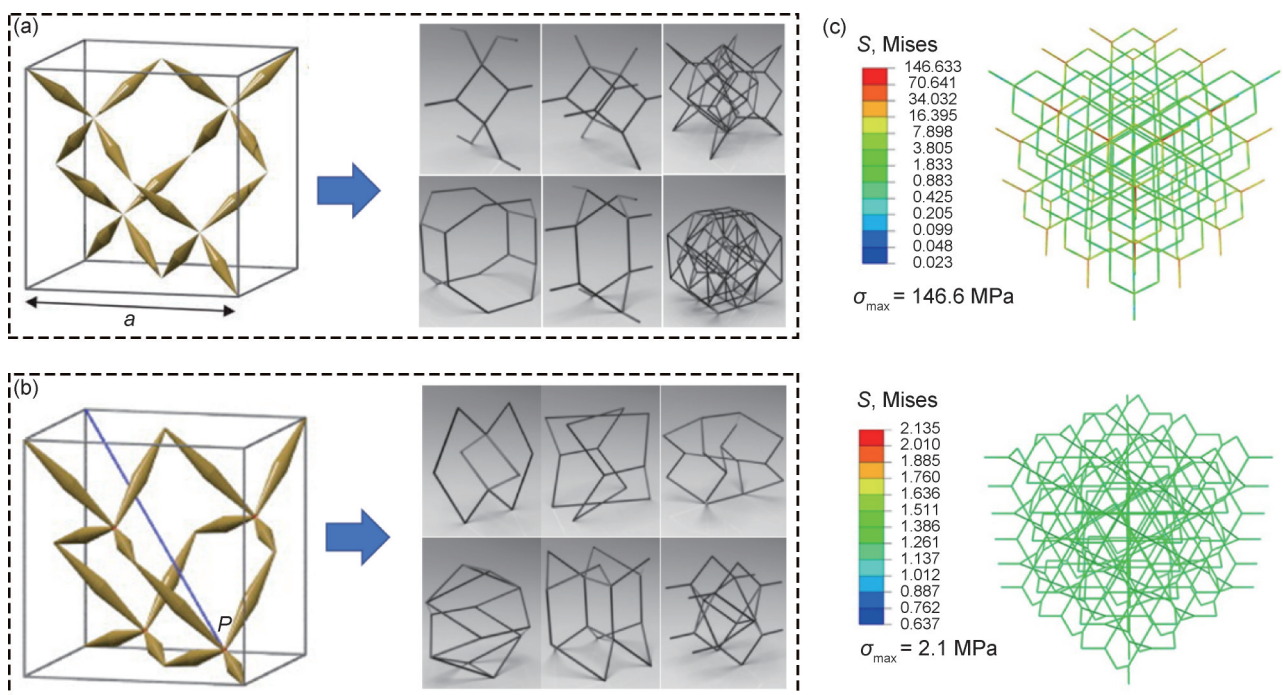 (a)
a
(b)
P
(c)
S, Mises
146.633
70.641
34.032
16.395
7.898
3.805
1.833
0.883
0.425
0.205
0.099
0.048
0.023
σmax = 146.6 MPa
S, Mises
2.135
2.010
1.885
1.760
1.636
1.511
1.386
1.261
1.137
1.012
0.887
0.762
0.637
σmax = 2.1 MPa